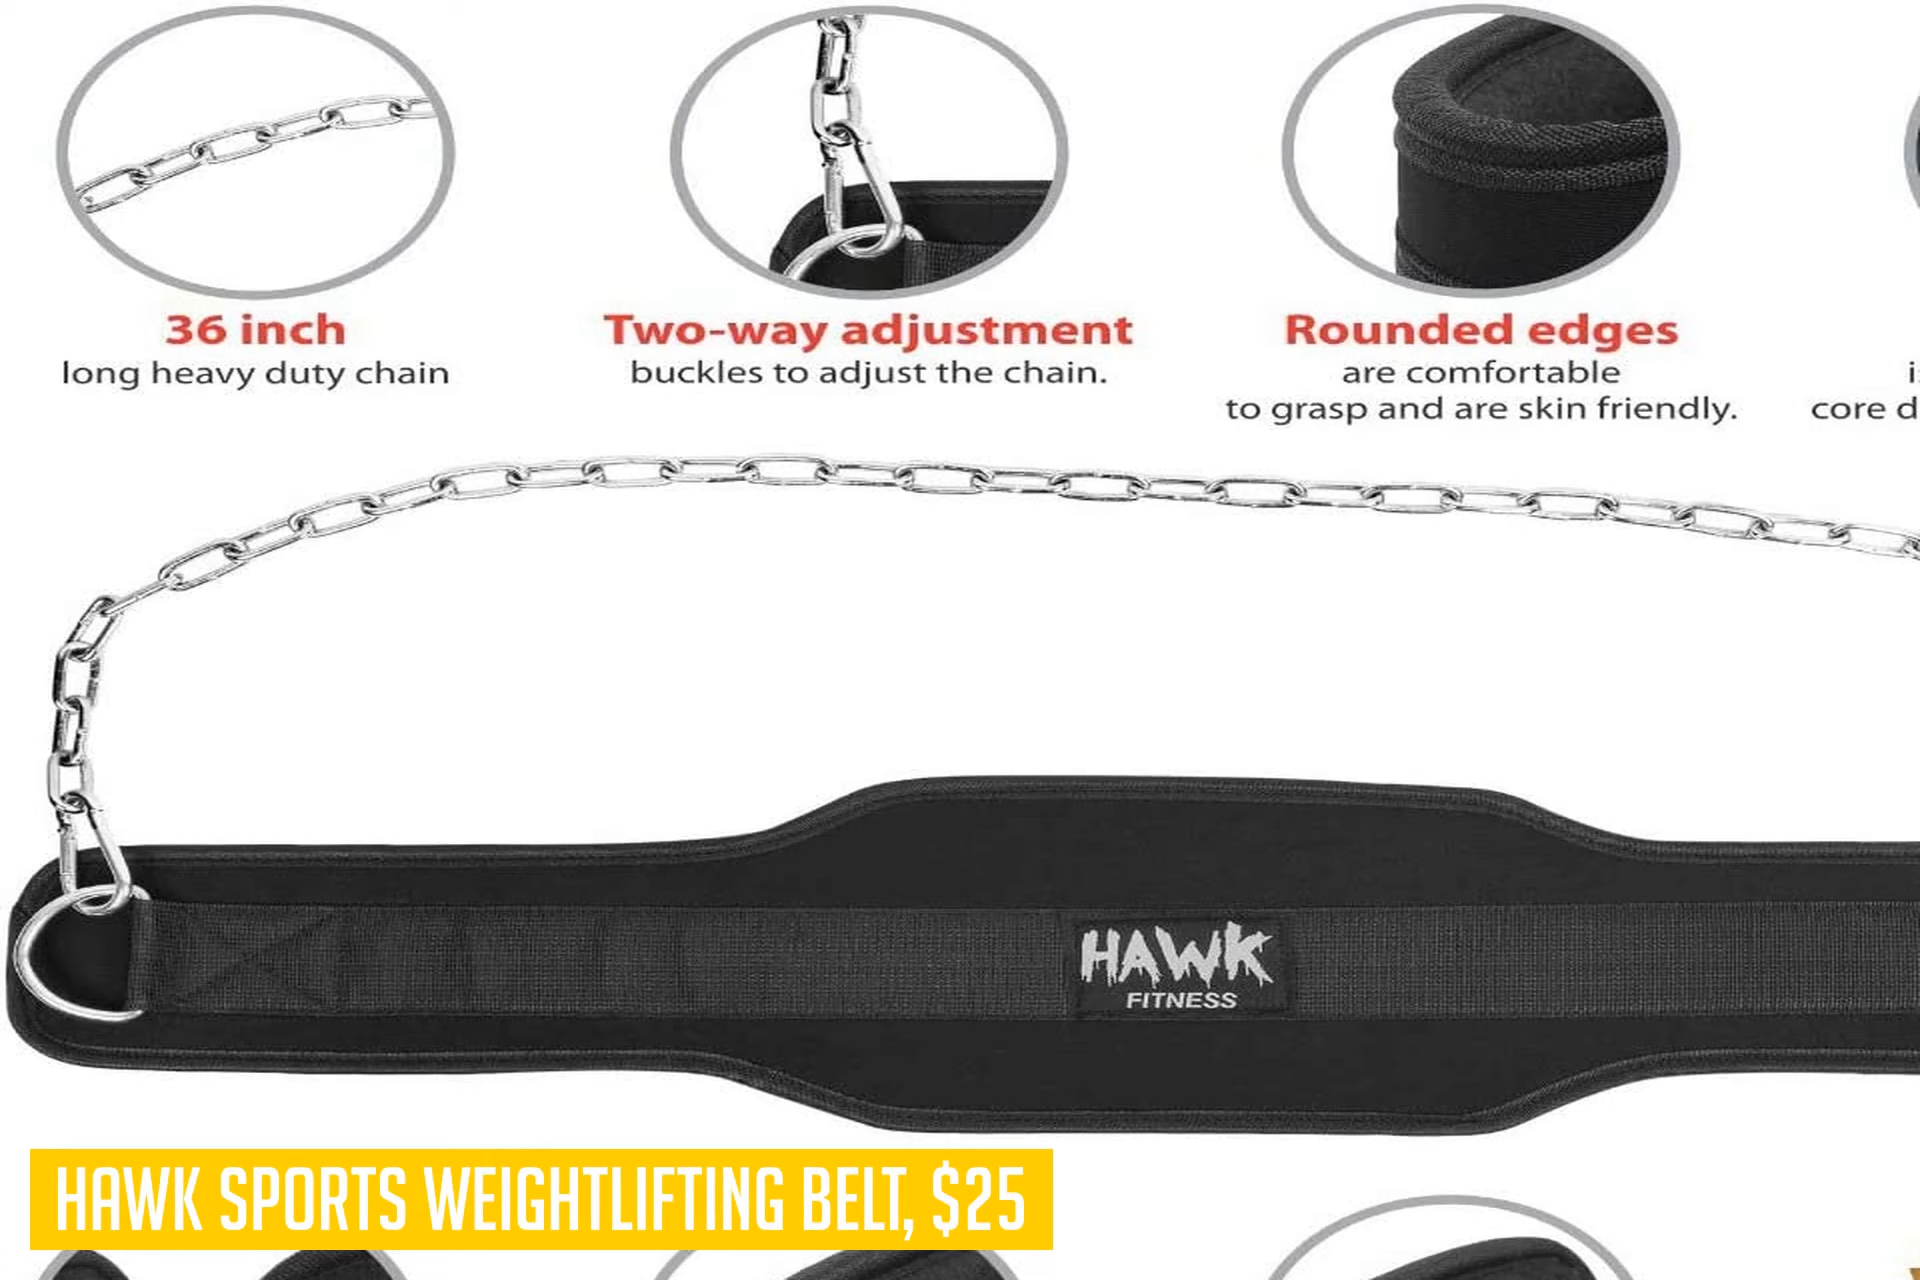 36 inch
long heavy duty chain
Two-way adjustment
buckles to adjust the chain.
Rounded edges
are comfortable
to grasp and are skin friendly.
core
HAWK
FITNESS
HAWK SPORTS WEIGHTLIFTING BELT, $25